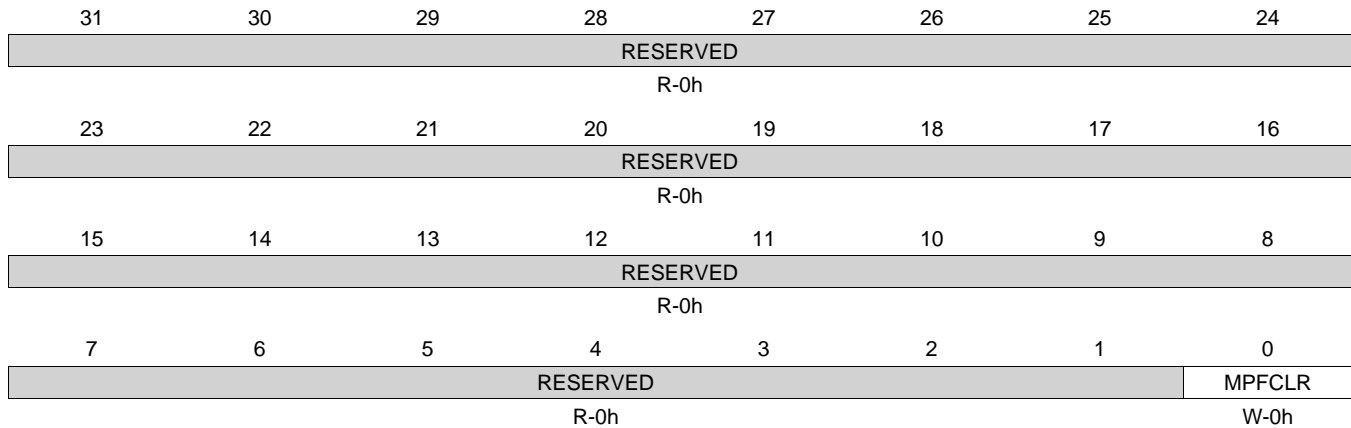 31 30 29 28 27 26 25 24
RESERVED
R-0h
23 22 21 20 19 18 17 16
RESERVED
R-0h
15 14 13 12 11 10 9 8
RESERVED
R-0h
7 6 5 4 3 2 1 0
RESERVED MPFCLR
R-0h W-0h